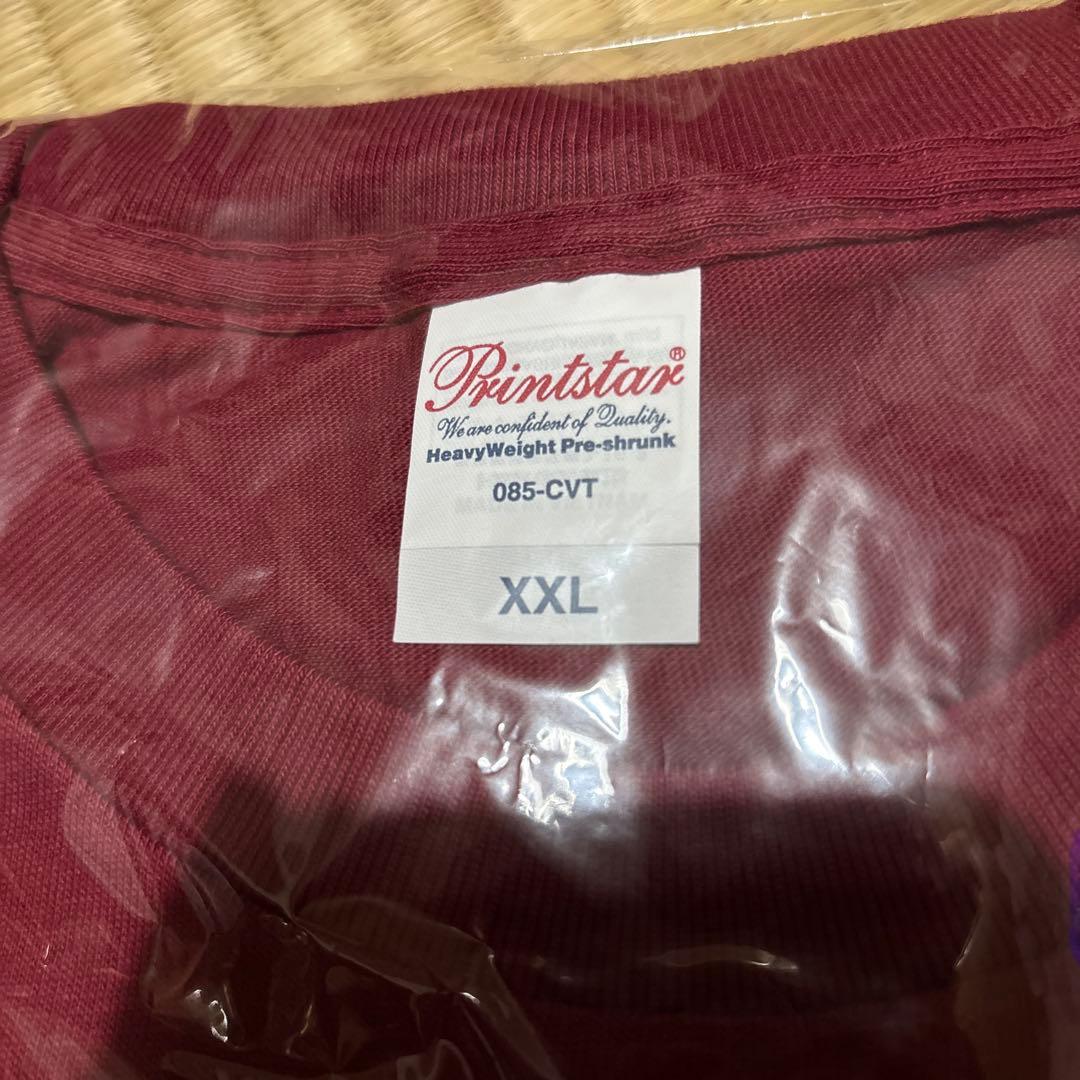 Printstar®
We are confident of Quality.
HeavyWeight Pre-shrunk
085-CVT
XXL